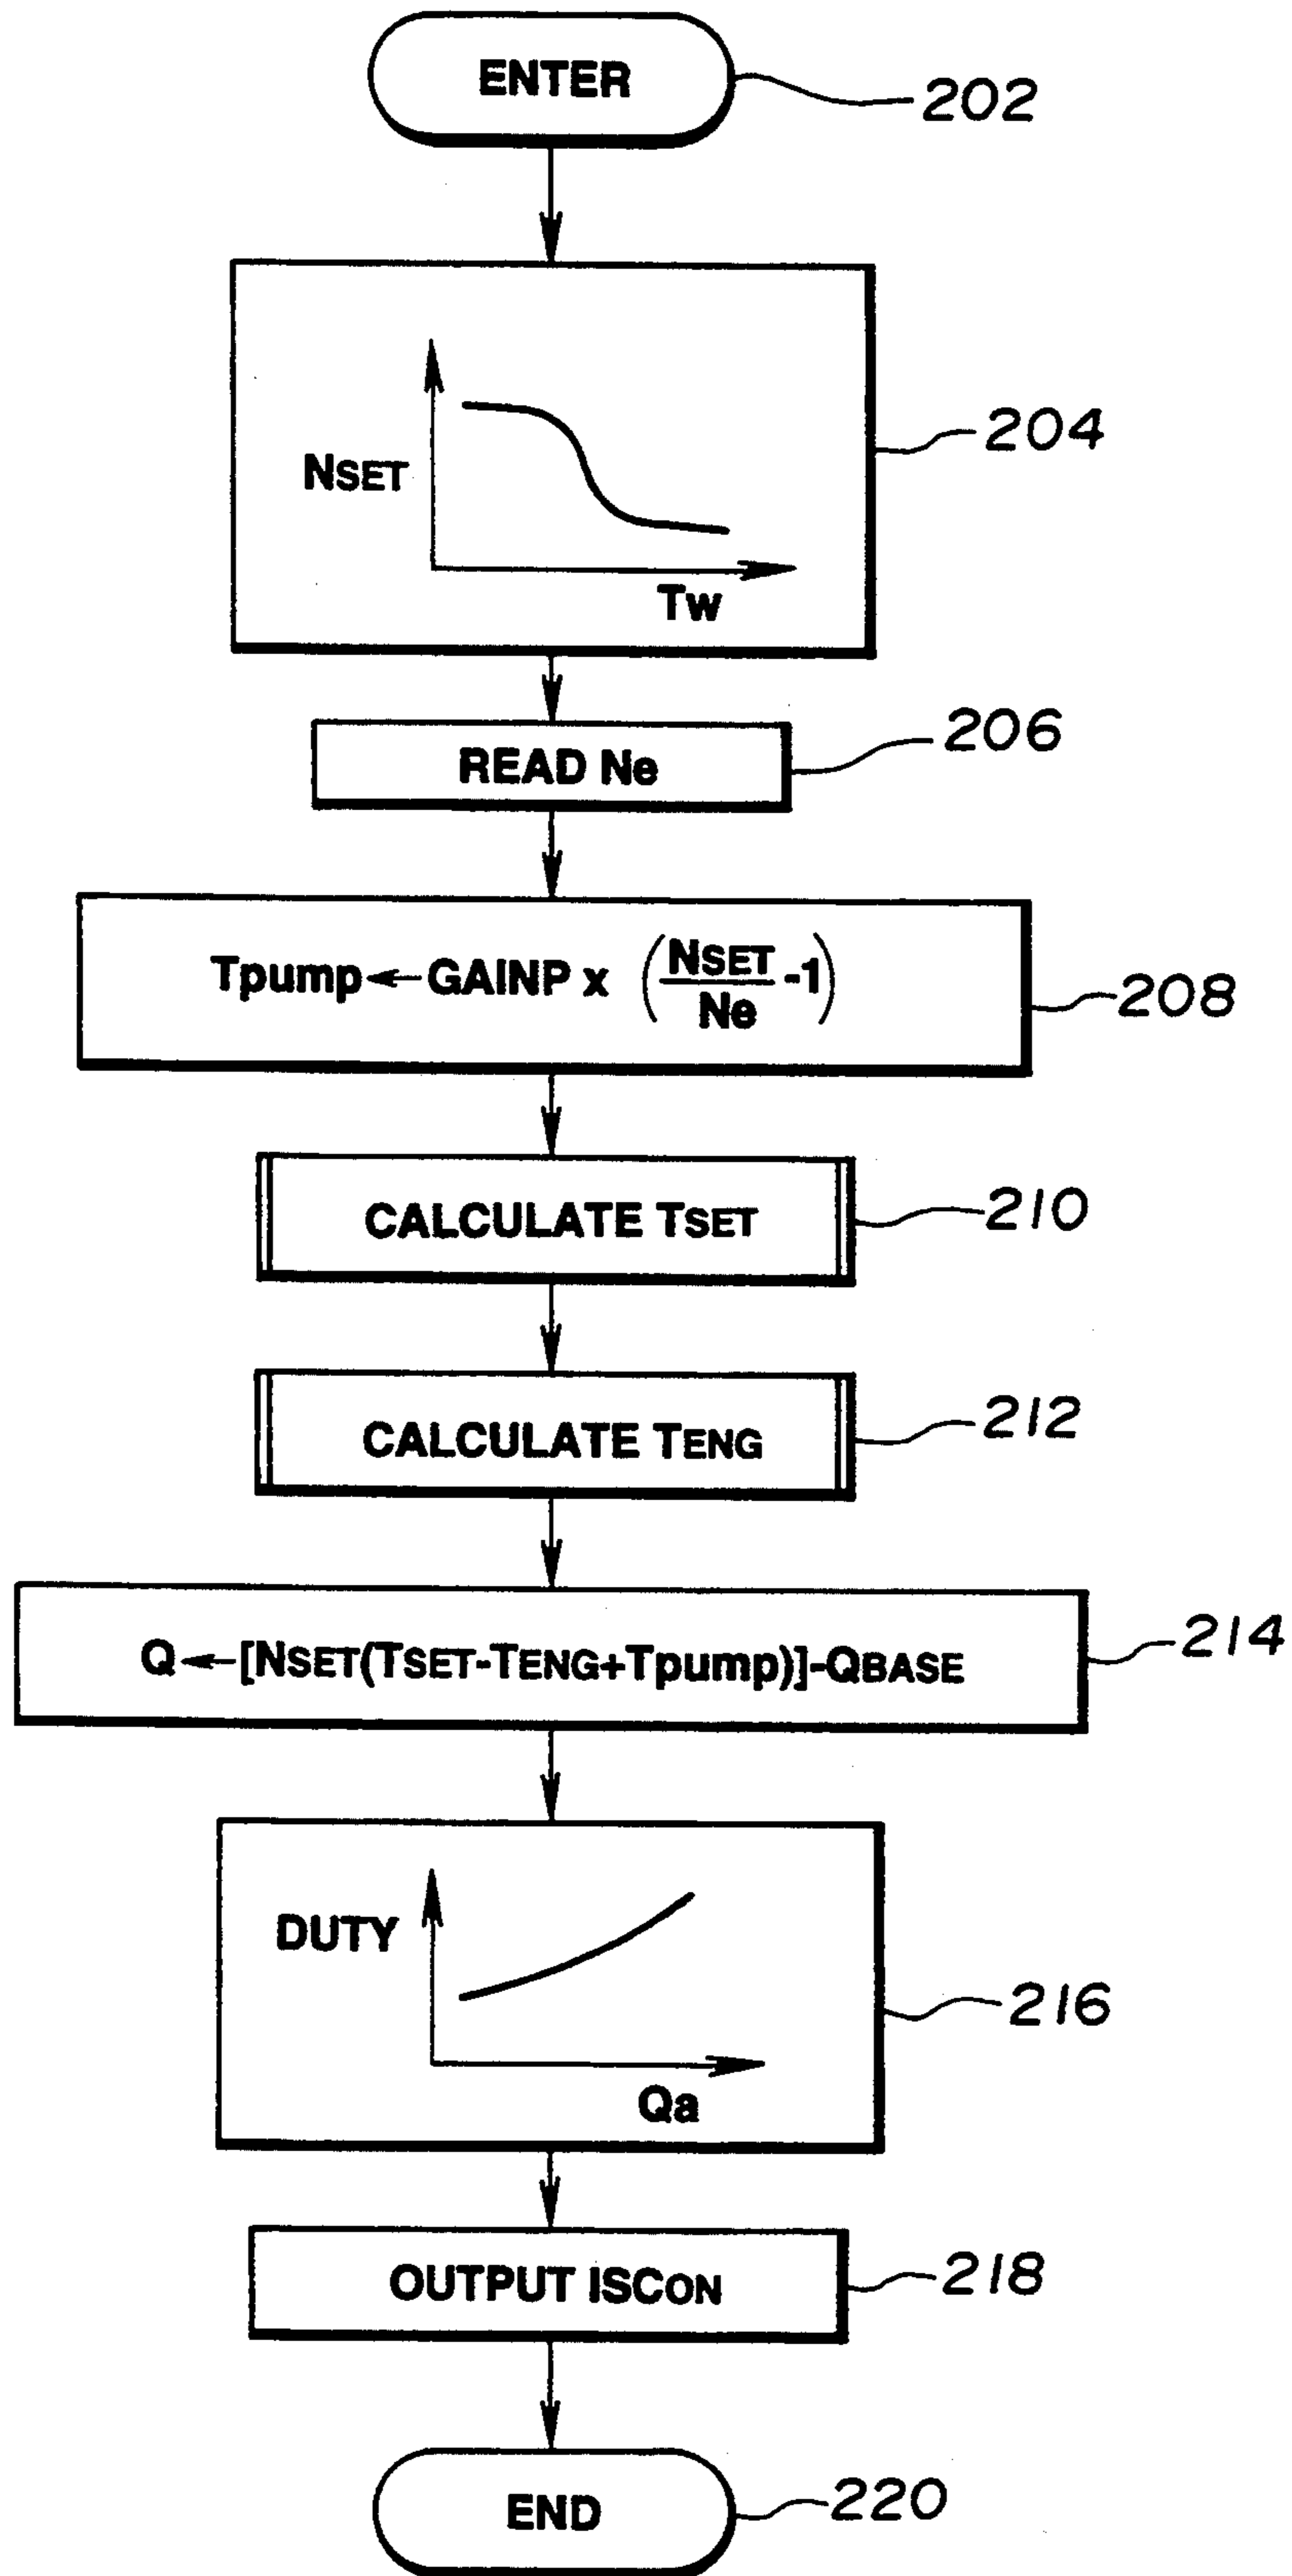 ENTER
202
NSET
Tw
204
READ Ne
206
Tpump←GAINP x (NSET/Ne -1)
208
CALCULATE TSET
210
CALCULATE TENG
212
Q←[NSET(TSET-TENG+Tpump)]-QBASE
214
DUTY
Qa
216
OUTPUT ISCON
218
END
220